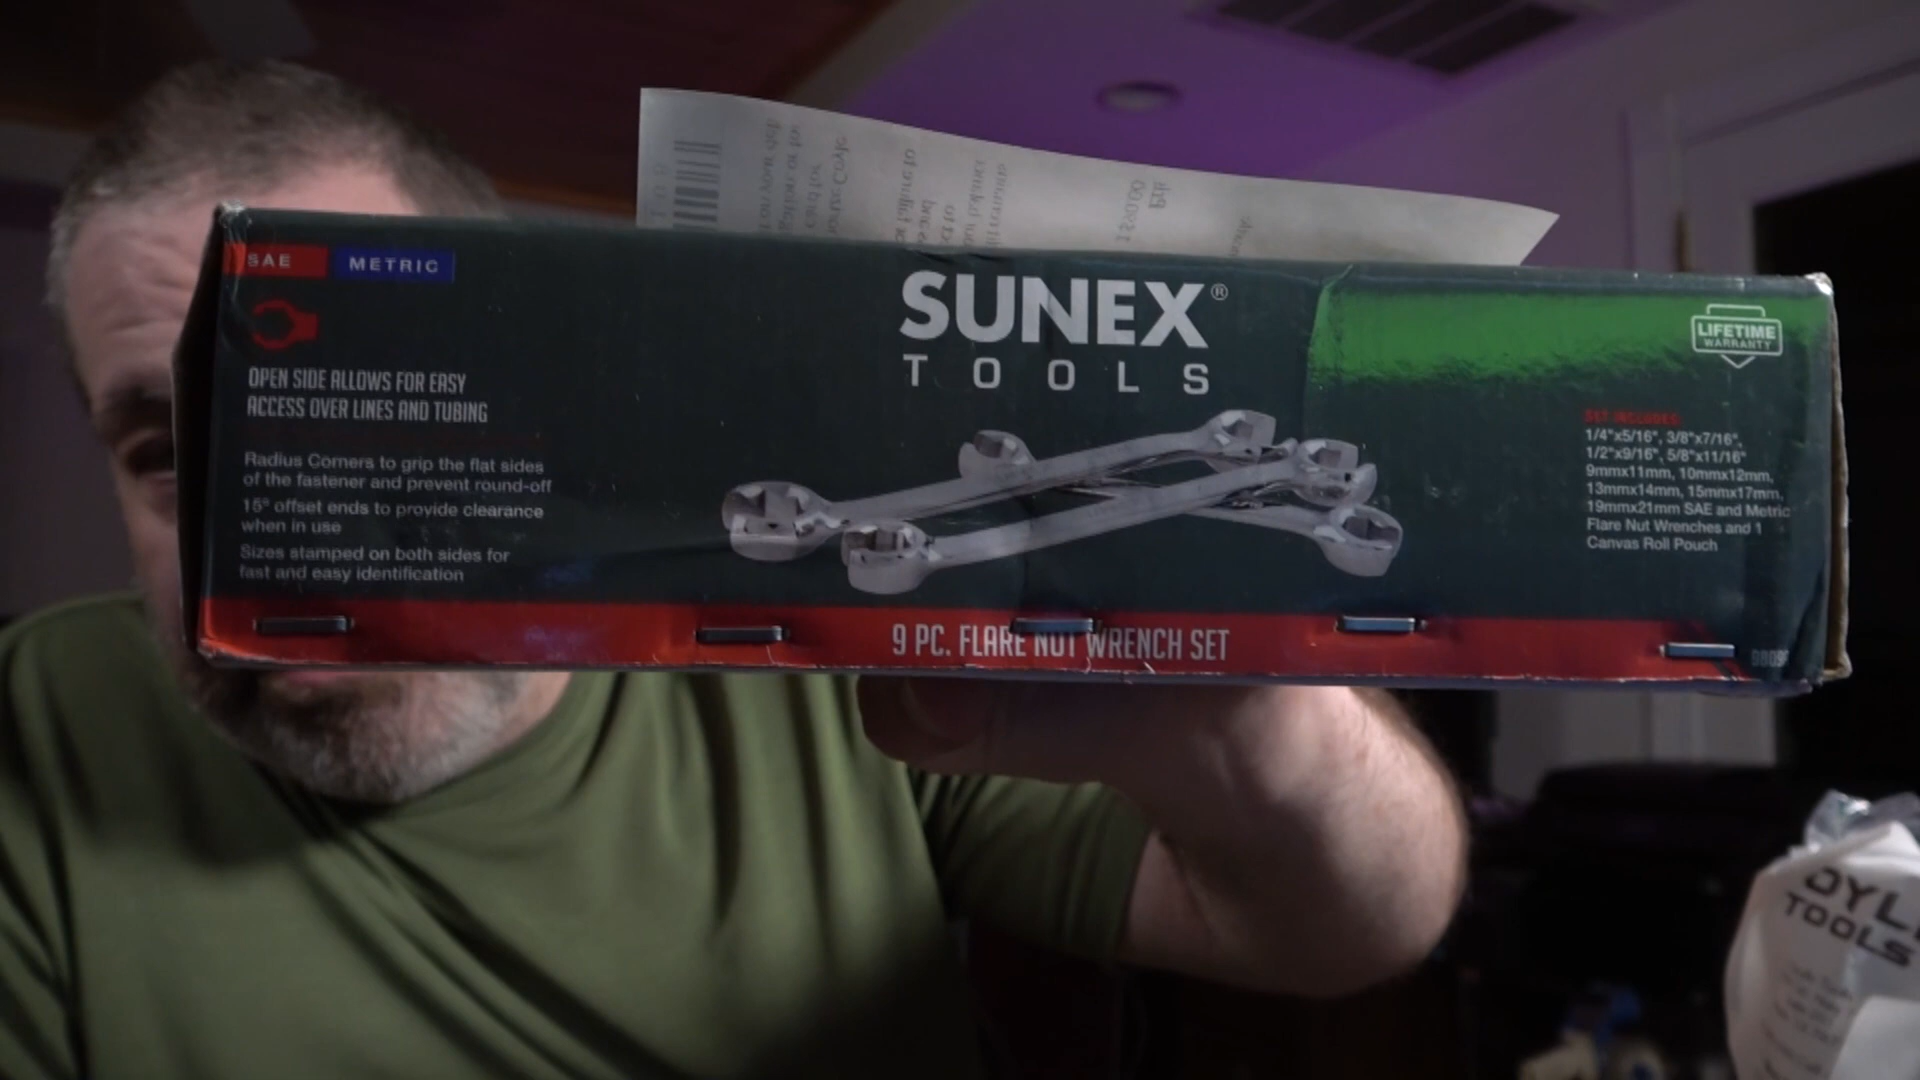 SAE
METRIC
OPEN SIDE ALLOWS FOR EASY
ACCESS OVER LINES AND TUBING
Radius Corners to grip the flat sides
of the fastener and prevent round-off
15° offset ends to provide clearance
when in use
Sizes stamped on both sides for
fast and easy identification
SUNEX®
TOOLS
LIFETIME
WARRANTY
SET INCLUDES:
1/4"x5/16", 3/8"x7/16",
1/2"x9/16", 5/8"x11/16"
9mmx11mm, 10mmx12mm,
13mmx14mm, 15mmx17mm,
19mmx21mm SAE and Metric
Flare Nut Wrenches and 1
Canvas Roll Pouch
9 PC. FLARE NUT WRENCH SET
TOOLS